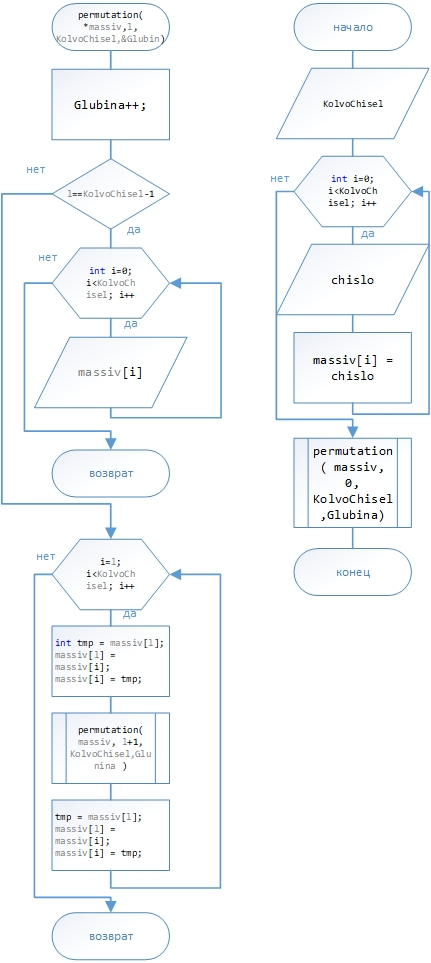 permutation(
*massiv,l,
KolvoChisel,&Glubin)
Glubina++;
нет
l==KolvoChisel-1
да
нет
int i=0;
i<KolvoCh
isel; i++
да
massiv[i]
возврат
нет
i=l;
i<KolvoCh
isel; i++
да
int tmp = massiv[l];
massiv[l] =
massiv[i];
massiv[i] = tmp;
permutation(
massiv, l+1,
KolvoChisel,Glu
nina )
tmp = massiv[l];
massiv[l] =
massiv[i];
massiv[i] = tmp;
возврат
начало
KolvoChisel
нет
int i=0;
i<KolvoCh
isel; i++
да
chislo
massiv[i] =
chislo
permutation
( massiv,
0,
KolvoChisel
,Glubina)
конец